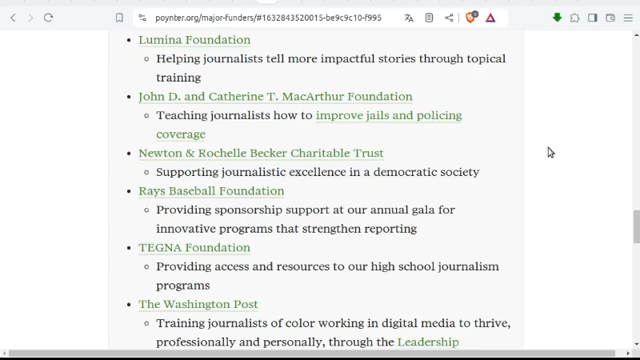 poynter.org/major-funders/#1632843520015-be9c9c10-f995
Lumina Foundation
Helping journalists tell more impactful stories through topical
training
John D. and Catherine T. MacArthur Foundation
Teaching journalists how to improve jails and policing
coverage
Newton & Rochelle Becker Charitable Trust
Supporting journalistic excellence in a democratic society
Rays Baseball Foundation
Providing sponsorship support at our annual gala for
innovative programs that strengthen reporting
TEGNA Foundation
Providing access and resources to our high school journalism
programs
The Washington Post
Training journalists of color working in digital media to thrive,
professionally and personally, through the Leadership